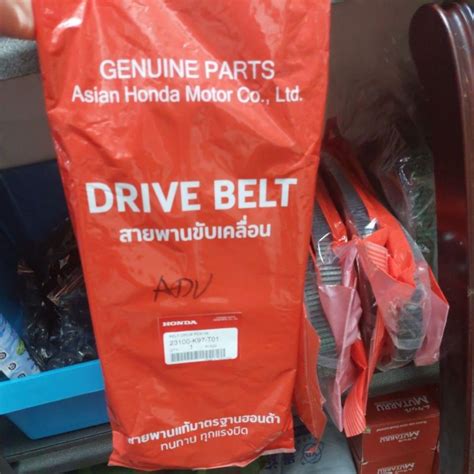 GENUINE PARTS
Asian Honda Motor Co., Ltd.
DRIVE BELT
สายพานขับเคลื่อน
ADV
HONDA
23100-K97-T01
1
สายพานแท้มาตรฐานฮอนด้า
ทนทาน ทุกแรงบิด
MIVTARRU